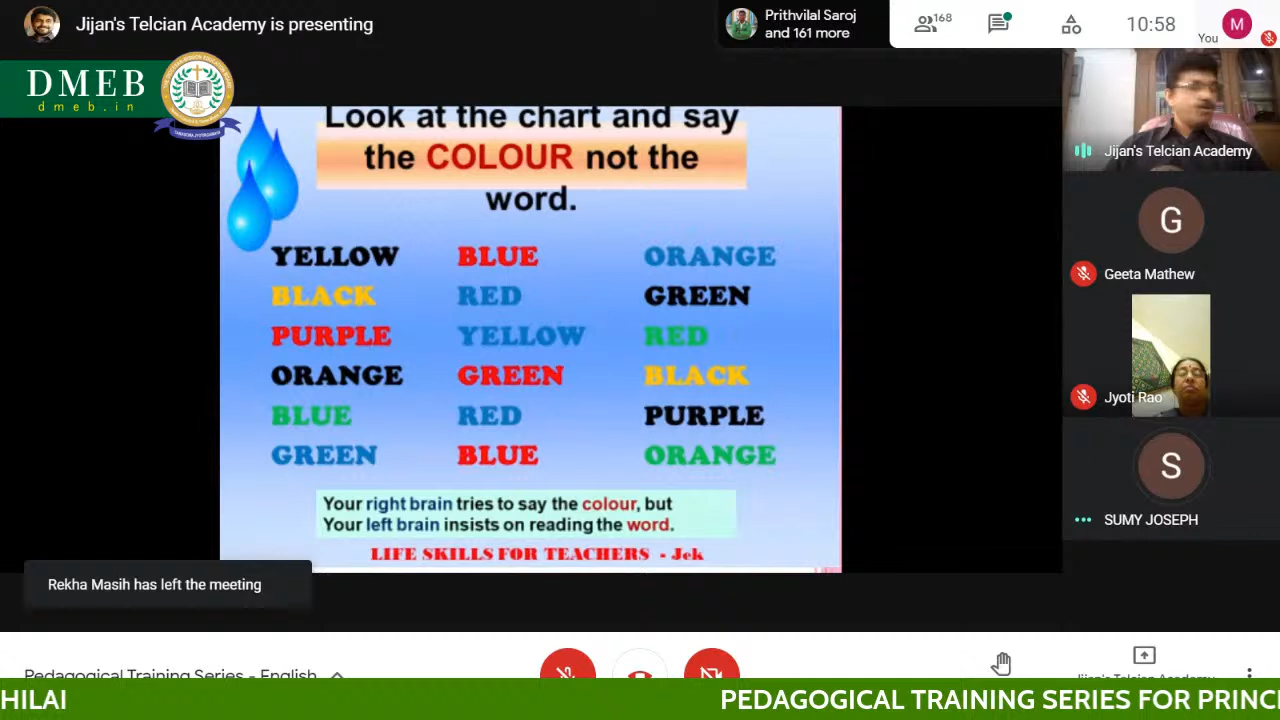 Jijan's Telcian Academy is presenting
Prithvilal Saroj
and 161 more
168
10:58
You
M
DMEB
dmeb.in
Look at the chart and say
the COLOUR not the
word.
YELLOW BLUE ORANGE
BLACK RED GREEN
PURPLE YELLOW RED
ORANGE GREEN BLACK
BLUE RED PURPLE
GREEN BLUE ORANGE
Your right brain tries to say the colour, but
Your left brain insists on reading the word.
LIFE SKILLS FOR TEACHERS - Jek
Jijan's Telcian Academy
G
Geeta Mathew
Jyoti Rao
S
SUMY JOSEPH
Rekha Masih has left the meeting
Pedagogical Training Series - English
Jijan's Telcian Academy
HILAI PEDAGOGICAL TRAINING SERIES FOR PRINCI